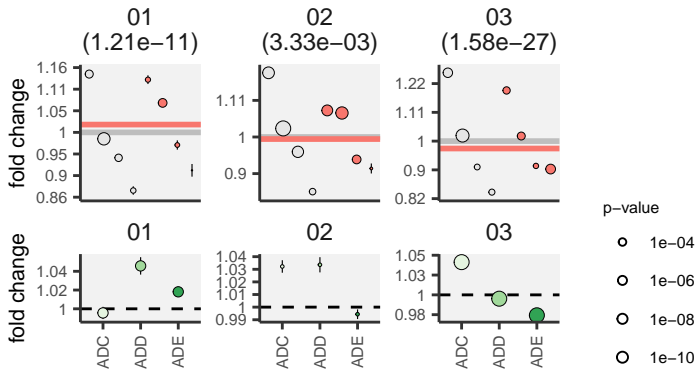 01
(1.21e−11)
02
(3.33e−03)
03
(1.58e−27)
fold change
1.16
1.11
1.05
1
0.95
0.9
0.86
1.11
1
0.9
1.22
1.11
1
0.9
0.82
01
02
03
fold change
1.04
1.02
1
1.04
1.03
1.01
1
0.99
1.05
1.03
1
0.98
ADC
ADD
ADE
ADC
ADD
ADE
ADC
ADD
ADE
p−value
1e−04
1e−06
1e−08
1e−10